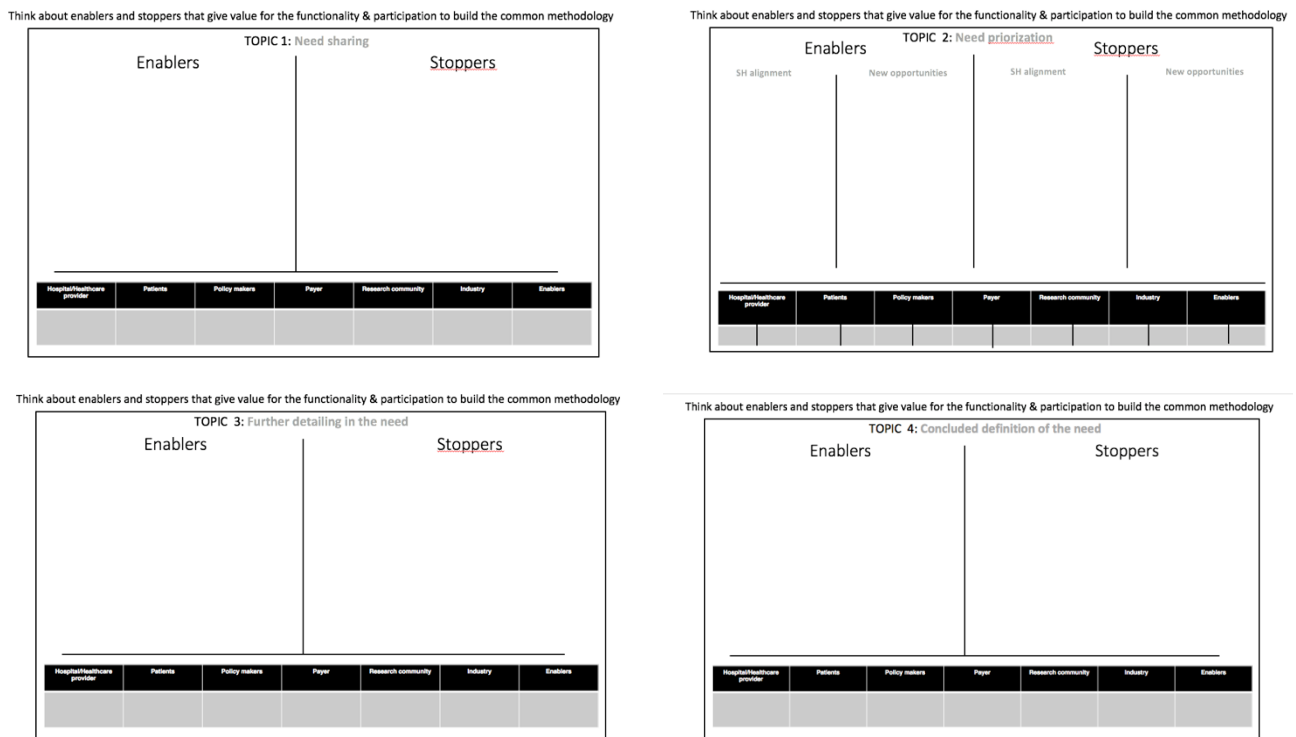 Think about enablers and stoppers that give value for the functionality & participation to build the common methodology
TOPIC 1: Need sharing
Enablers
Stoppers
Hospital/Healthcare provider
Patients
Policy makers
Payer
Research community
Industry
Enablers
Think about enablers and stoppers that give value for the functionality & participation to build the common methodology
TOPIC 2: Need priorization
Enablers
Stoppers
SH alignment
New opportunities
SH alignment
New opportunities
Hospital/Healthcare provider
Patients
Policy makers
Payer
Research community
Industry
Enablers
Think about enablers and stoppers that give value for the functionality & participation to build the common methodology
TOPIC 3: Further detailing in the need
Enablers
Stoppers
Hospital/Healthcare provider
Patients
Policy makers
Payer
Research community
Industry
Enablers
Think about enablers and stoppers that give value for the functionality & participation to build the common methodology
TOPIC 4: Concluded definition of the need
Enablers
Stoppers
Hospital/Healthcare provider
Patients
Policy makers
Payer
Research community
Industry
Enablers